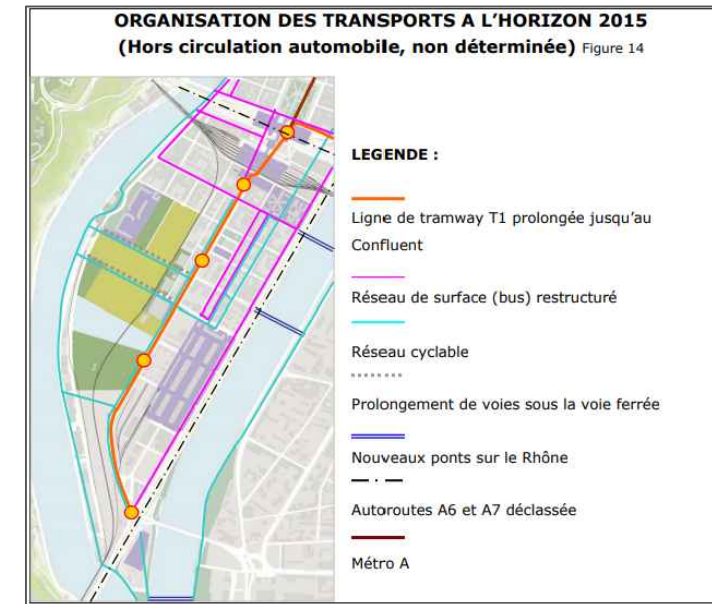 ORGANISATION DES TRANSPORTS A L'HORIZON 2015
(Hors circulation automobile, non déterminée) Figure 14
LEGENDE :
Ligne de tramway T1 prolongée jusqu'au
Confluent
Réseau de surface (bus) restructuré
Réseau cyclable
Prolongement de voies sous la voie ferrée
Nouveaux ponts sur le Rhône
Autoroutes A6 et A7 déclassée
Métro A